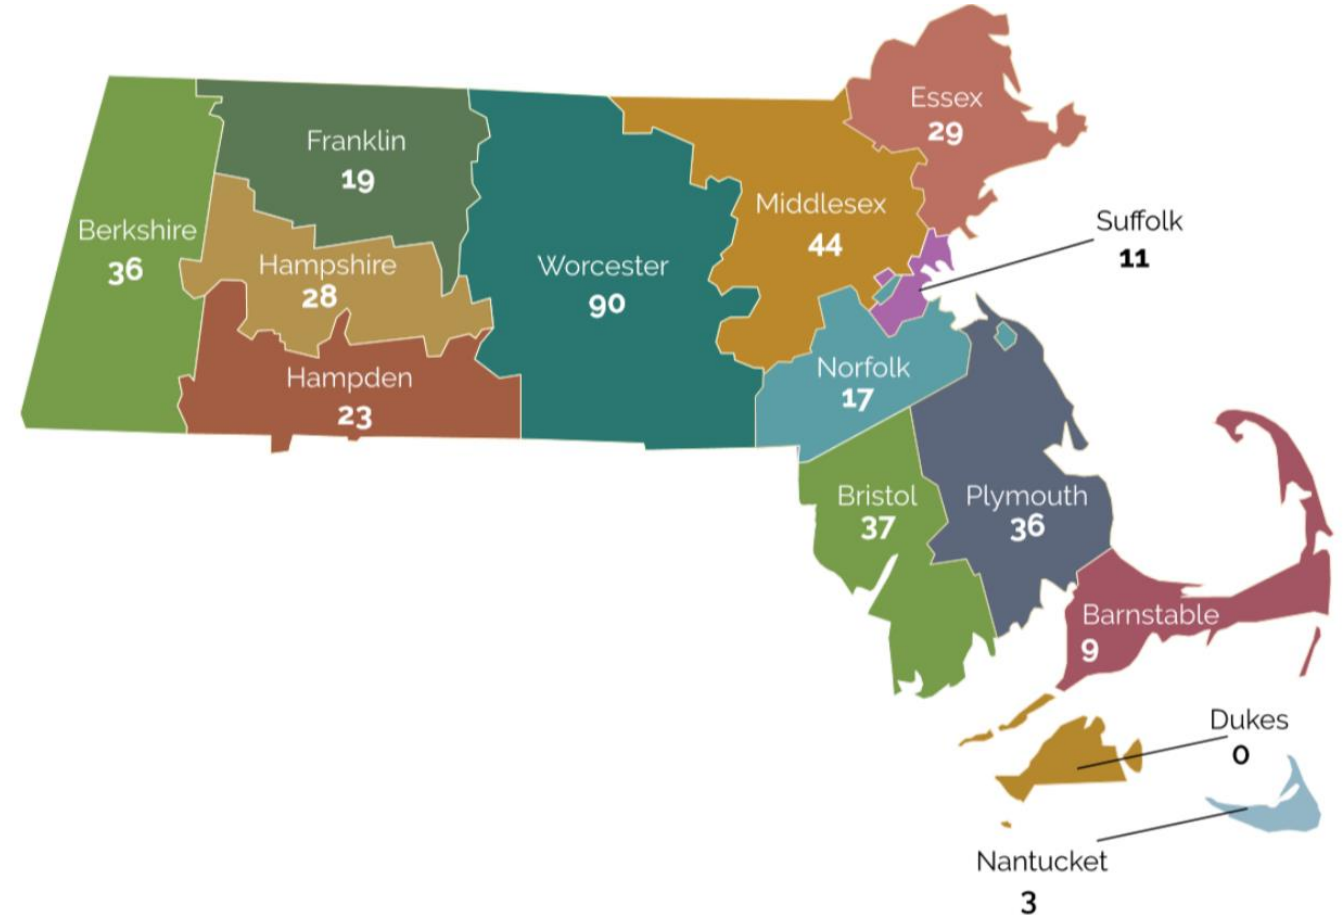 Essex
29
Franklin
19
Middlesex
44
Suffolk
11
Berkshire
36
Hampshire
28
Worcester
90
Hampden
23
Norfolk
17
Bristol
37
Plymouth
36
Barnstable
9
Dukes
0
Nantucket
3